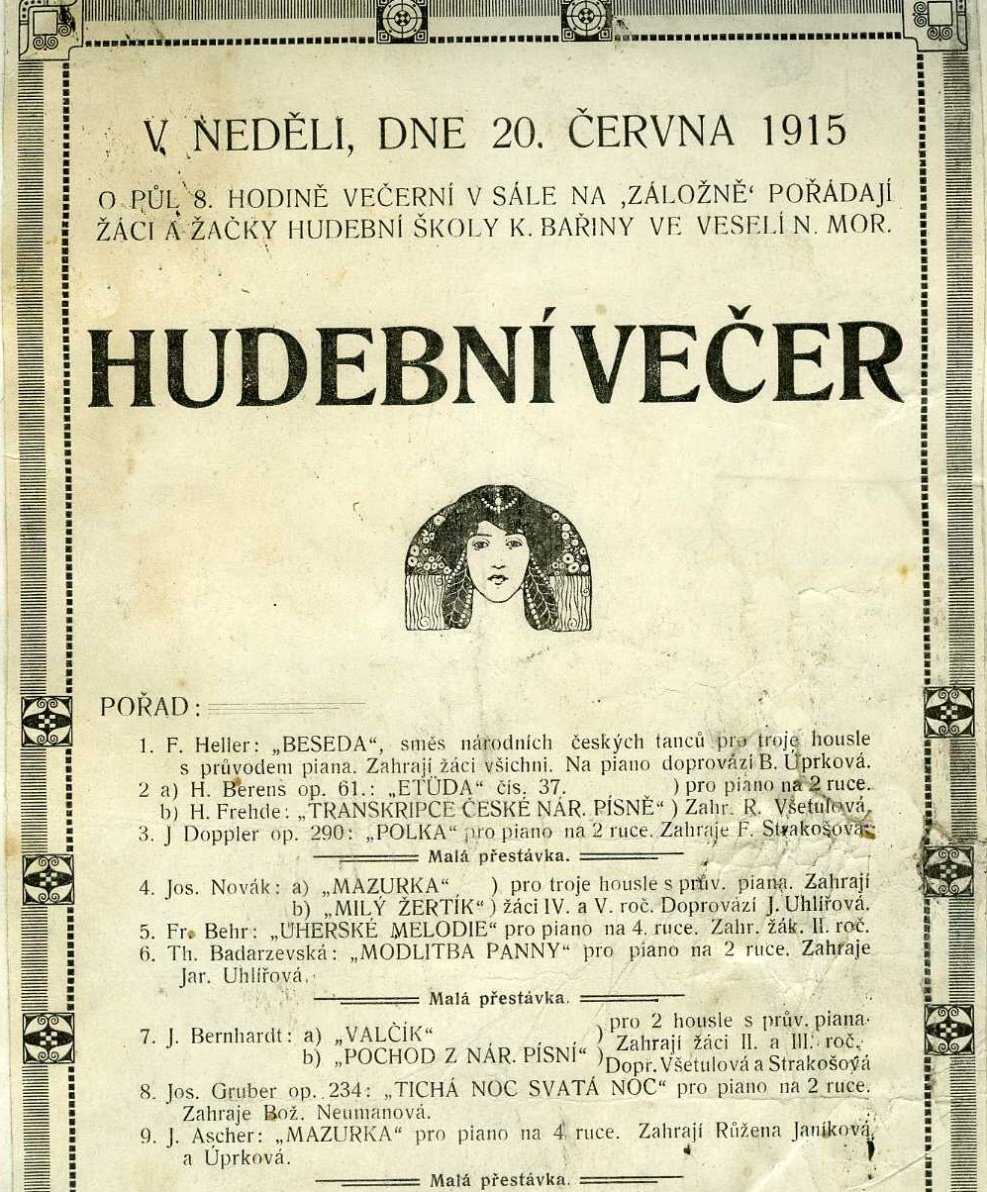 V NEDĚLI, DNE 20. ČERVNA 1915
O PŮL 8. HODINĚ VEČERNÍ V SÁLE NA ‚ZÁLOŽNĚ‘ POŘÁDAJÍ
ŽÁCI A ŽAČKY HUDEBNÍ ŠKOLY K. BAŘINY VE VESELÍ N. MOR.
HUDEBNÍ VEČER
POŘAD:
1. F. Heller: „BESEDA“, směs národních českých tanců pro troje housle
s průvodem piana. Zahrají žáci všichni. Na piano doprovází B. Úprková.
2 a) H. Berens op. 61.: „ETUDA“ čís. 37. ) pro piano na 2 ruce.
b) H. Frehde: „TRANSKRIPCE ČESKÉ NÁR. PÍSNĚ“ ) Zahr. R. Všetulová.
3. J Doppler op. 290: „POLKA“ pro piano na 2 ruce. Zahraje F. Strakošová.
Malá přestávka.
4. Jos. Novák: a) „MAZURKA“ ) pro troje housle s prův. piana. Zahrají
b) „MILÝ ŽERTÍK“ ) žáci IV. a V. roč. Doprovází J. Uhlířová.
5. Fr. Behr: „UHERSKÉ MELODIE“ pro piano na 4. ruce. Zahr. žák. II. roč.
6. Th. Badarzevská: „MODLITBA PANNY“ pro piano na 2 ruce. Zahraje
Jar. Uhlířová.
Malá přestávka.
7. J. Bernhardt: a) „VALČÍK“ ) pro 2 housle s prův. piana.
Zahrají žáci II. a III. roč.
b) „POCHOD Z NÁR. PÍSNÍ“ ) Dopr. Všetulová a Strakošová
8. Jos. Gruber op. 234: „TICHÁ NOC SVATÁ NOC“ pro piano na 2 ruce.
Zahraje Bož. Neumanová.
9. J. Ascher: „MAZURKA“ pro piano na 4 ruce. Zahrají Růžena Janíková
a Úprková.
Malá přestávka.